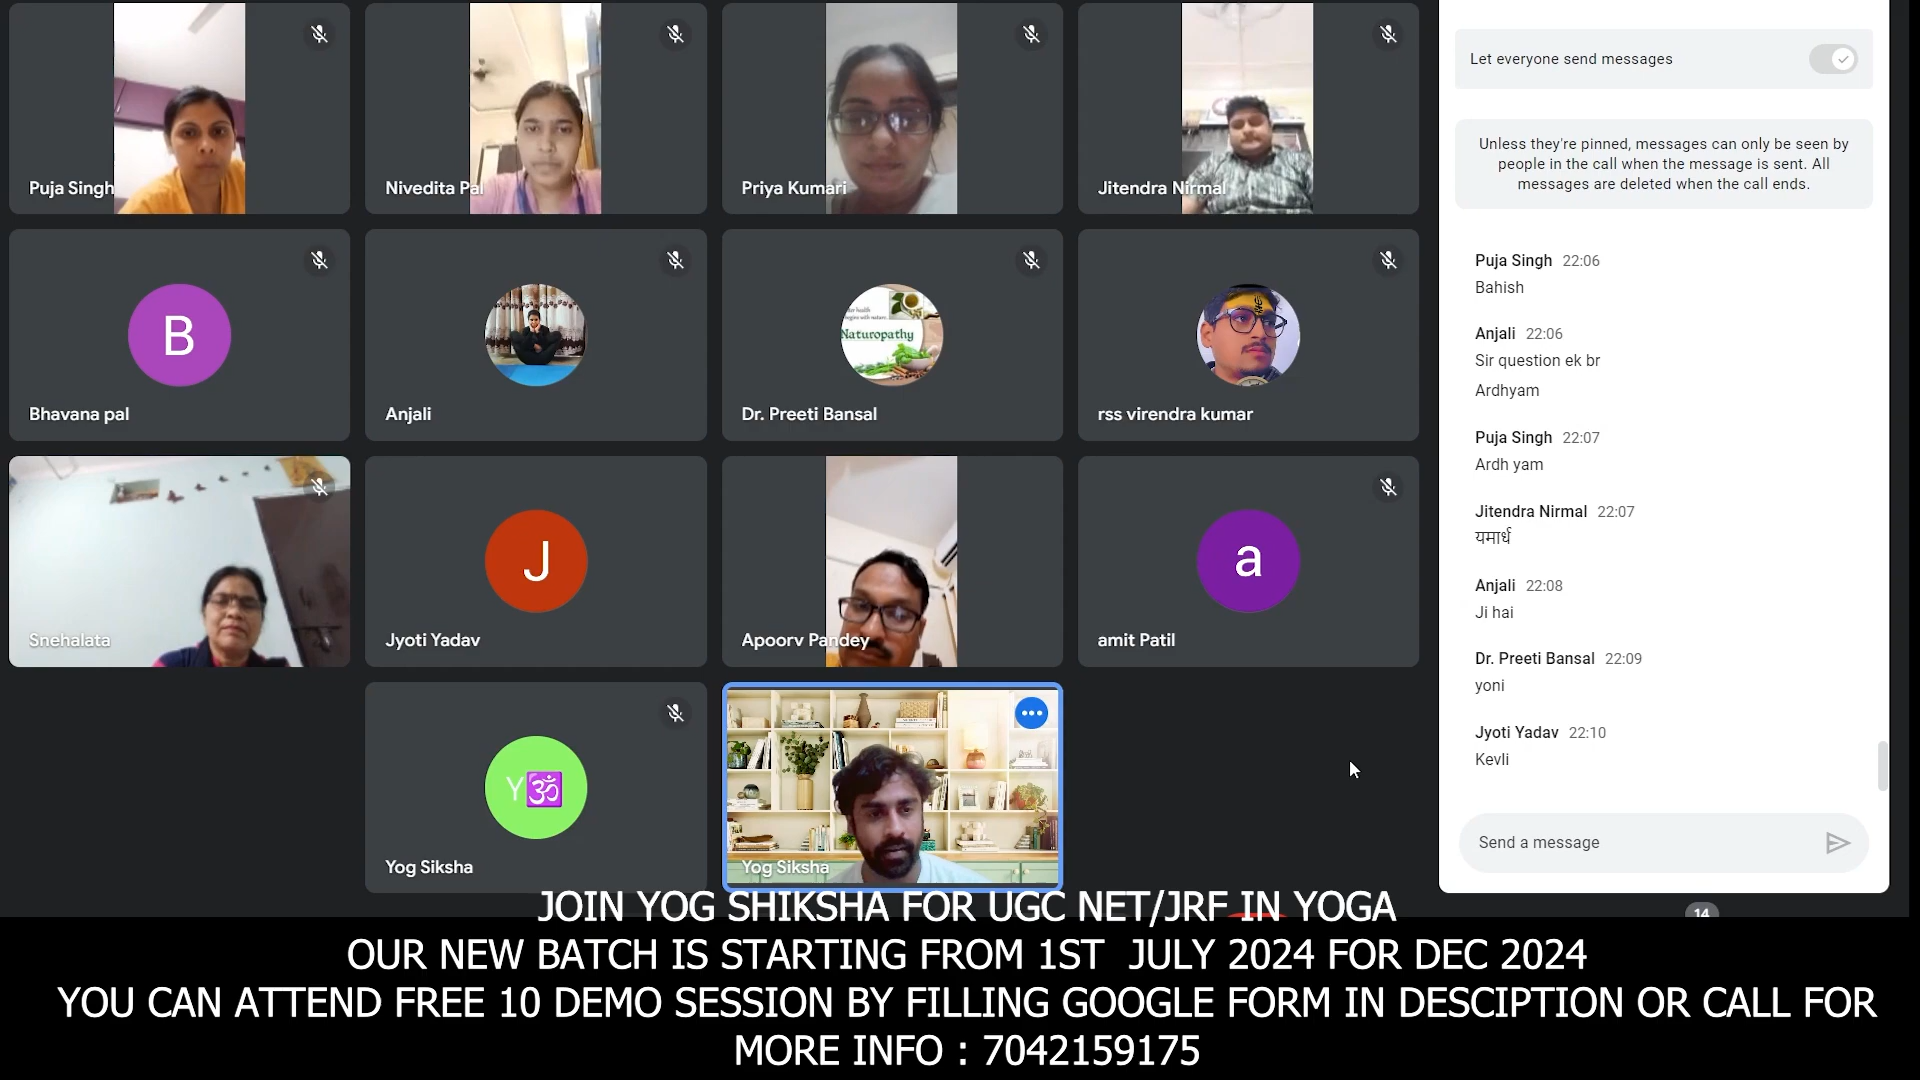 Puja Singh
Nivedita Pal
Priya Kumari
Jitendra Nirmal
B
Bhavana pal
Anjali
Naturopathy
Dr. Preeti Bansal
rss virendra kumar
Snehalata
J
Jyoti Yadav
Apoorv Pandey
a
amit Patil
Y🕉
Yog Siksha
Yog Siksha
Let everyone send messages
Unless they're pinned, messages can only be seen by
people in the call when the message is sent. All
messages are deleted when the call ends.
Puja Singh 22:06
Bahish
Anjali 22:06
Sir question ek br
Ardhyam
Puja Singh 22:07
Ardh yam
Jitendra Nirmal 22:07
यमार्ध
Anjali 22:08
Ji hai
Dr. Preeti Bansal 22:09
yoni
Jyoti Yadav 22:10
Kevli
Send a message
14
JOIN YOG SHIKSHA FOR UGC NET/JRF IN YOGA
OUR NEW BATCH IS STARTING FROM 1ST JULY 2024 FOR DEC 2024
YOU CAN ATTEND FREE 10 DEMO SESSION BY FILLING GOOGLE FORM IN DESCIPTION OR CALL FOR
MORE INFO : 7042159175